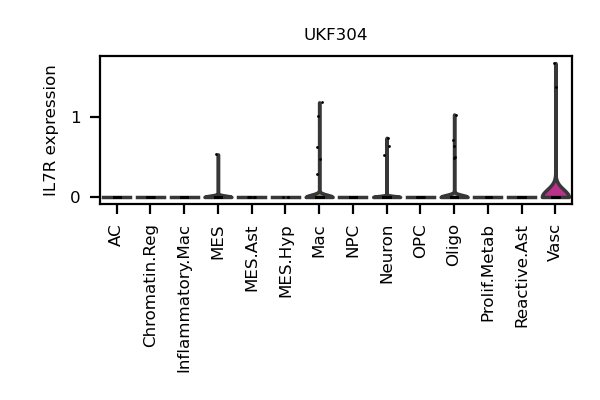 UKF304
IL7R expression
1
0
AC
Chromatin.Reg
Inflammatory.Mac
MES
MES.Ast
MES.Hyp
Mac
NPC
Neuron
OPC
Oligo
Prolif.Metab
Reactive.Ast
Vasc